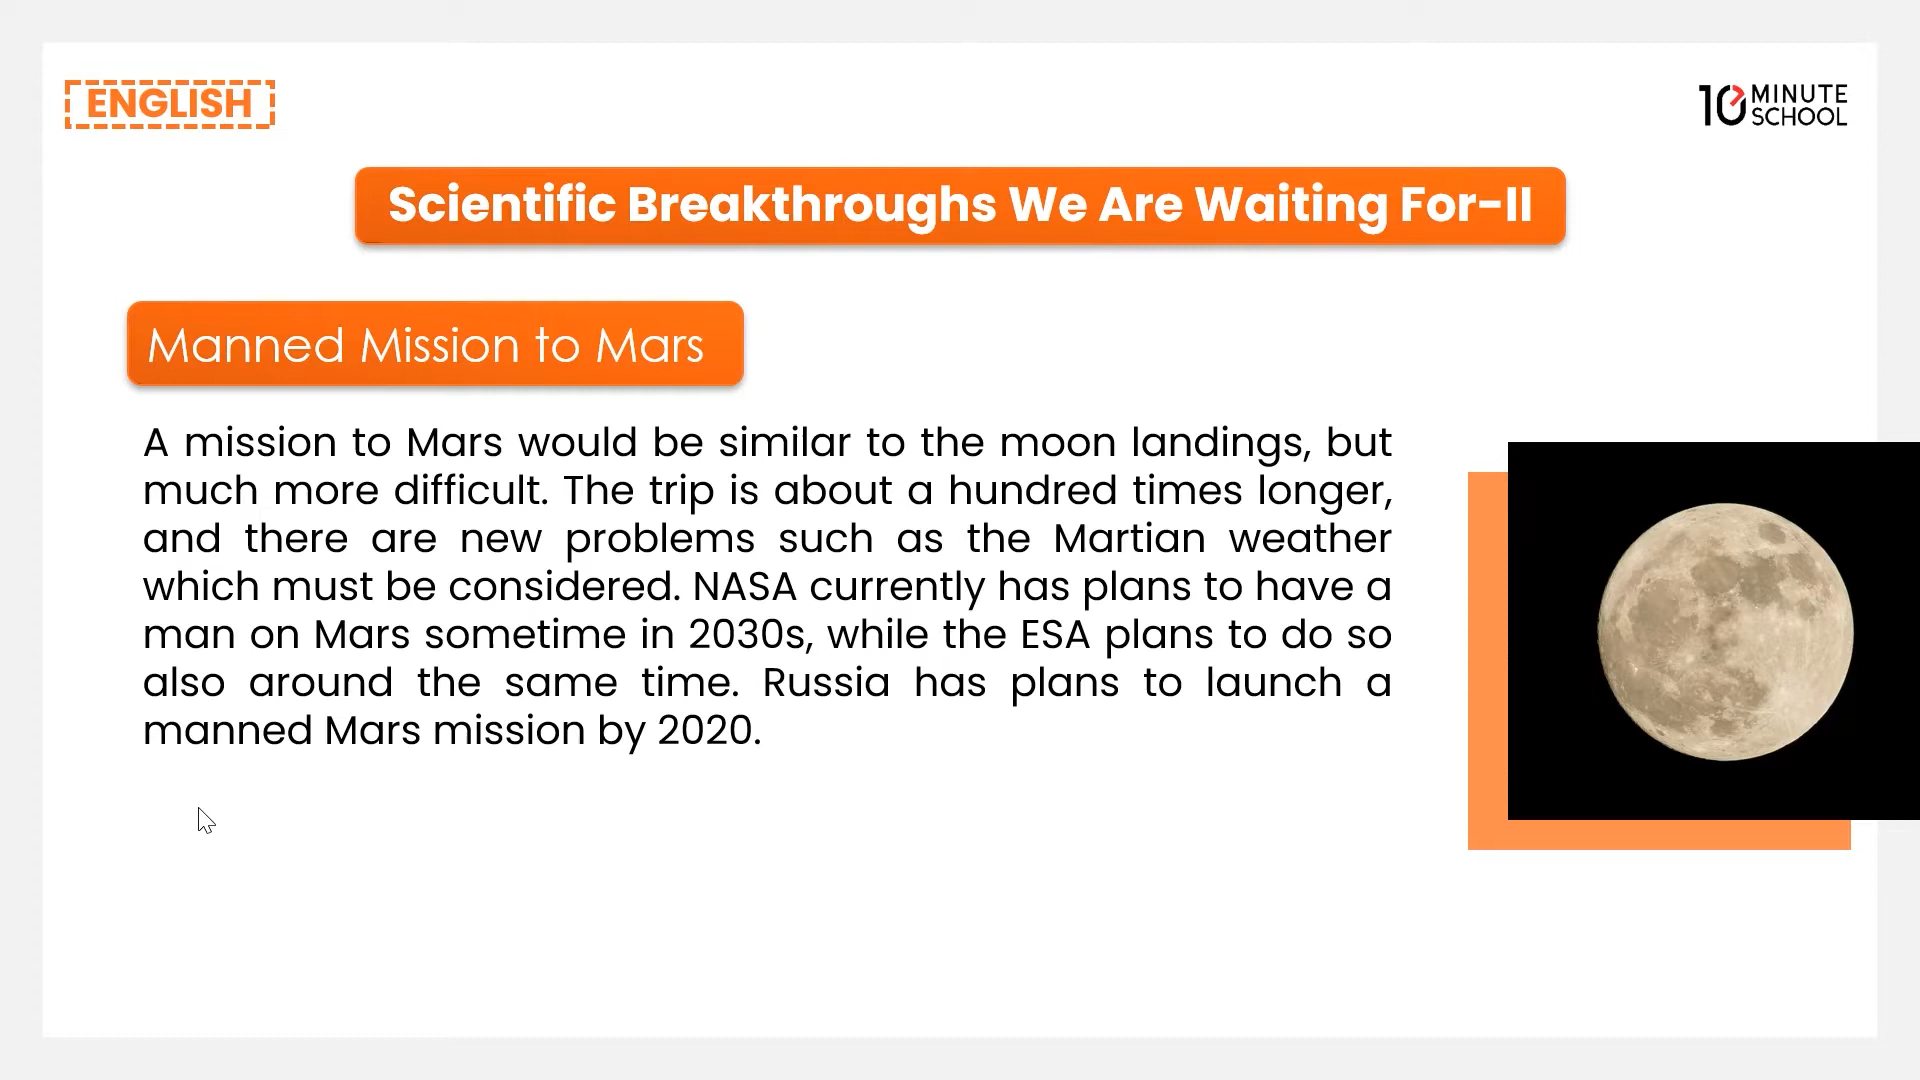 ENGLISH
10 MINUTE
SCHOOL
Scientific Breakthroughs We Are Waiting For-II
Manned Mission to Mars
A mission to Mars would be similar to the moon landings, but
much more difficult. The trip is about a hundred times longer,
and there are new problems such as the Martian weather
which must be considered. NASA currently has plans to have a
man on Mars sometime in 2030s, while the ESA plans to do so
also around the same time. Russia has plans to launch a
manned Mars mission by 2020.